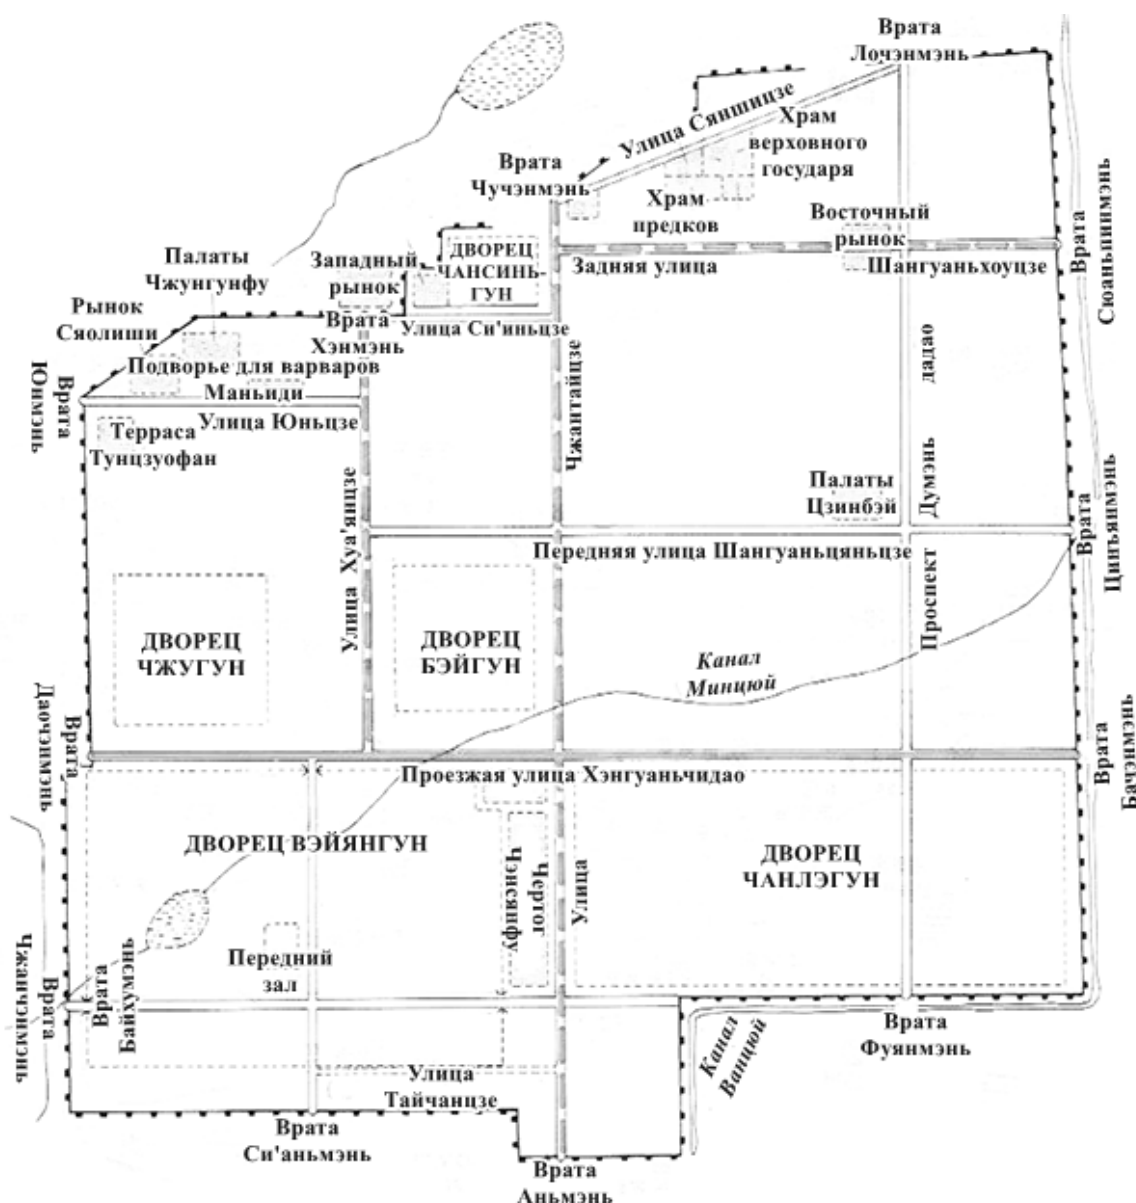 Врата
Лочэнмэнь
Улица Сяншицзе
Храм
верховного
государя
Врата
Чучэнмэнь
Храм
предков
Восточный
рынок
Врата
Сюаньпинмэнь
Задняя улица
Шангуаньхоуцзе
Палаты
Чжунгунфу
Западный
рынок
ДВОРЕЦ
ЧАНСИНЬ-
ГУН
Рынок
Сяолиши
Врата
Хэнмэнь
Улица Си'иньцзе
Подворье для варваров
Маньиди
Врата
Юнмэнь
Улица Юньцзе
Терраса
Тунцзуофан
Чжантайцзе
Проспект Думэнь дадао
Палаты
Цзинбэй
Врата
Цинъянмэнь
Улица Хуа'янцзе
Передняя улица Шангуаньцяньцзе
ДВОРЕЦ
ЧЖУГУН
ДВОРЕЦ
БЭЙГУН
Канал
Минцюй
Врата
Даочэнмэнь
Врата
Бачэнмэнь
Проезжая улица Хэнгуаньчидао
ДВОРЕЦ ВЭЙЯНГУН
Чертог
Чэнсянфу
Улица
ДВОРЕЦ
ЧАНЛЭГУН
Передний
зал
Врата
Чжанчэнмэнь
Врата
Байхумэнь
Канал
Ванцюй
Врата
Фуянмэнь
Улица
Тайчанцзе
Врата
Си'аньмэнь
Врата
Аньмэнь